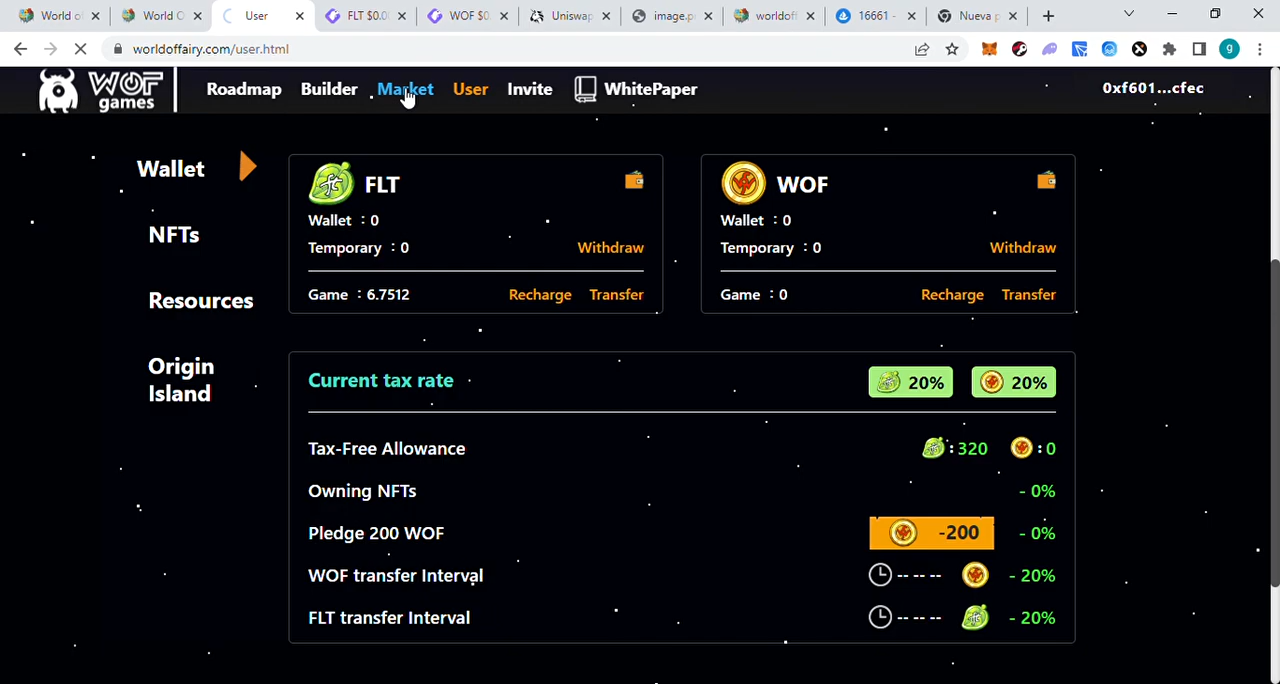 World o
World O
User
FLT $0.0
WOF $0
Uniswap
image.p
worldoff
16661 -
Nueva p
worldoffairy.com/user.html
9
WOF games
Roadmap
Builder
Market
User
Invite
WhitePaper
0xf601...cfec
Wallet
NFTs
Resources
Origin
Island
FLT
Wallet : 0
Temporary : 0
Withdraw
Game : 6.7512
Recharge
Transfer
WOF
Wallet : 0
Temporary : 0
Withdraw
Game : 0
Recharge
Transfer
Current tax rate
20%
20%
Tax-Free Allowance
:320
:0
Owning NFTs
- 0%
Pledge 200 WOF
-200
- 0%
WOF transfer Interval
-- -- --
- 20%
FLT transfer Interval
-- -- --
- 20%